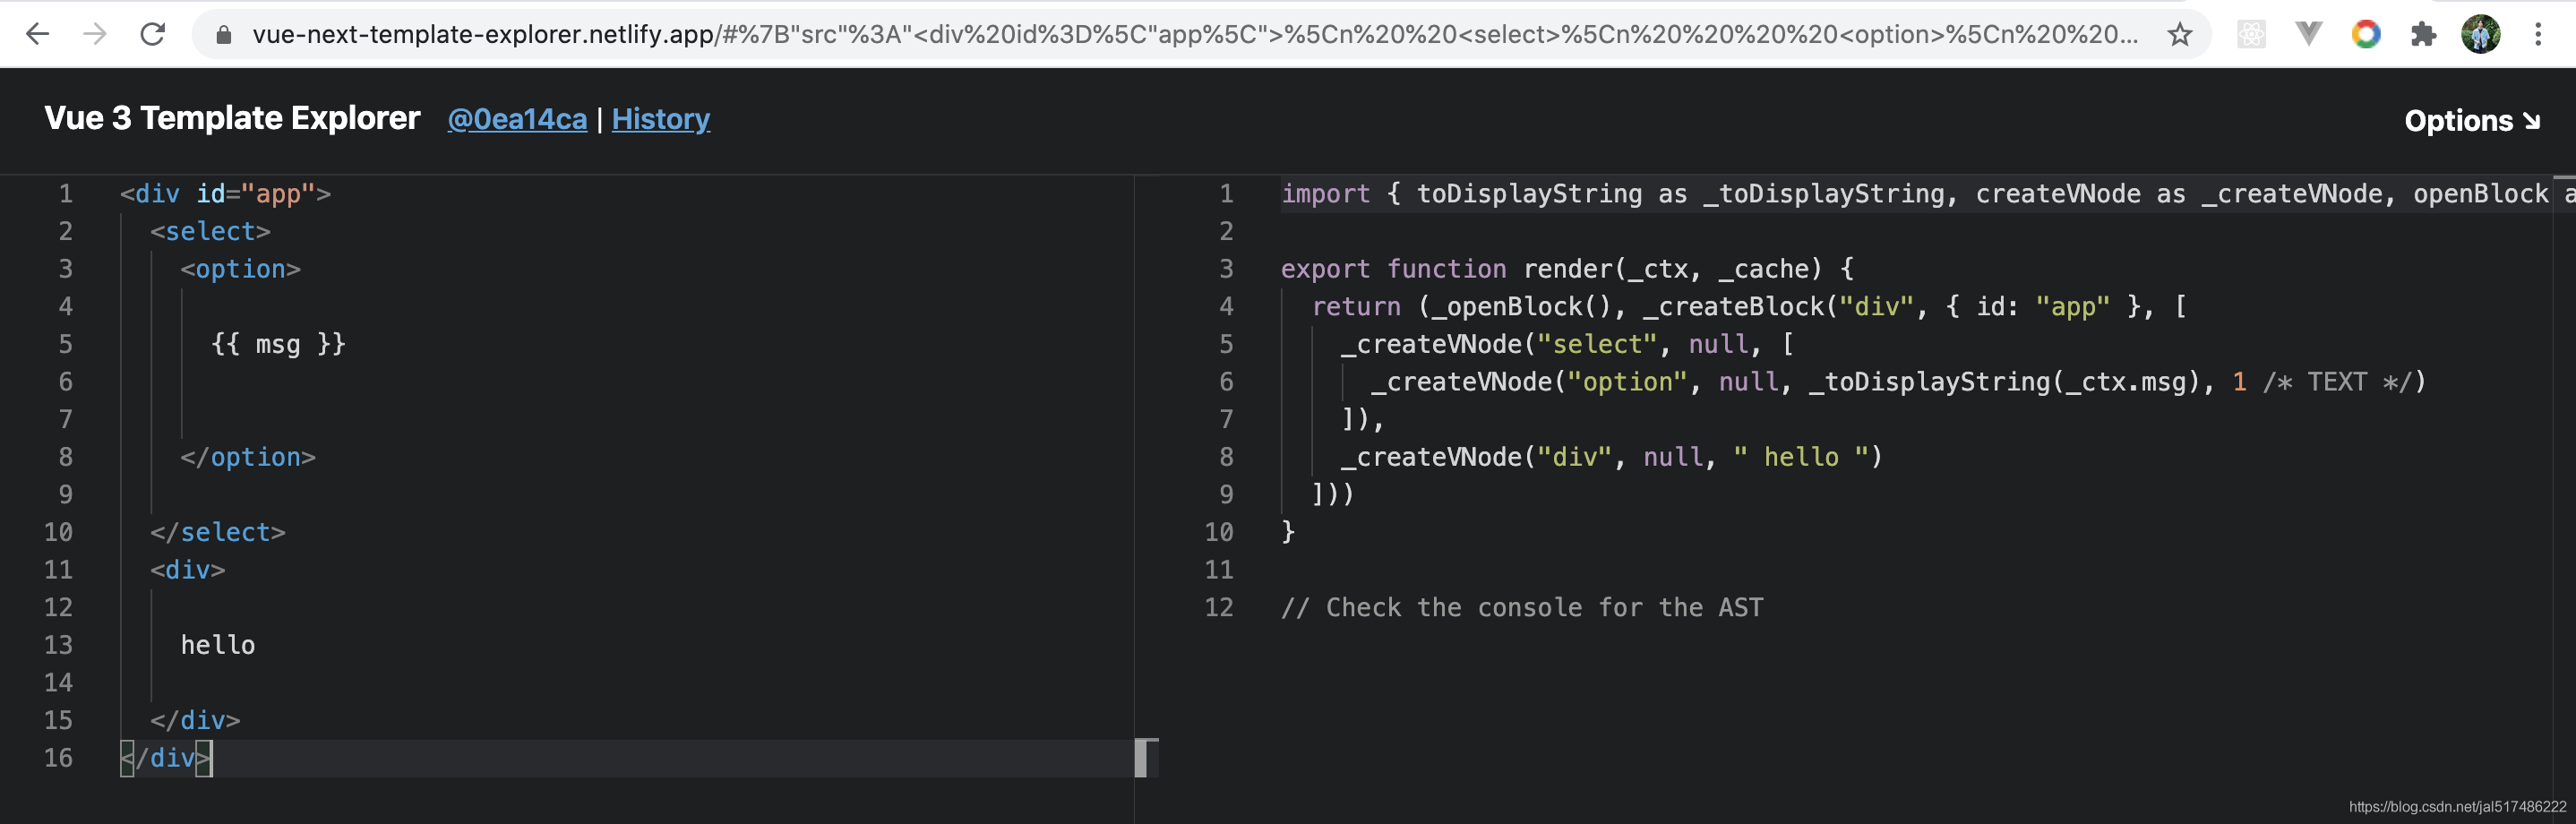 vue-next-template-explorer.netlify.app/#%7B"src"%3A"<div%20id%3D%5C"app%5C">%5Cn%20%20<select>%5Cn%20%20%20%20<option>%5Cn%20%20...
Vue 3 Template Explorer @0ea14ca | History
Options ↘
1 <div id="app">
2   <select>
3     <option>
4
5       {{ msg }}
6
7
8     </option>
9
10   </select>
11   <div>
12
13     hello
14
15   </div>
16 </div>
1 import { toDisplayString as _toDisplayString, createVNode as _createVNode, openBlock a
2
3 export function render(_ctx, _cache) {
4   return (_openBlock(), _createBlock("div", { id: "app" }, [
5     _createVNode("select", null, [
6       _createVNode("option", null, _toDisplayString(_ctx.msg), 1 /* TEXT */)
7     ]),
8     _createVNode("div", null, " hello ")
9   ]))
10 }
11
12 // Check the console for the AST
https://blog.csdn.net/jal517486222